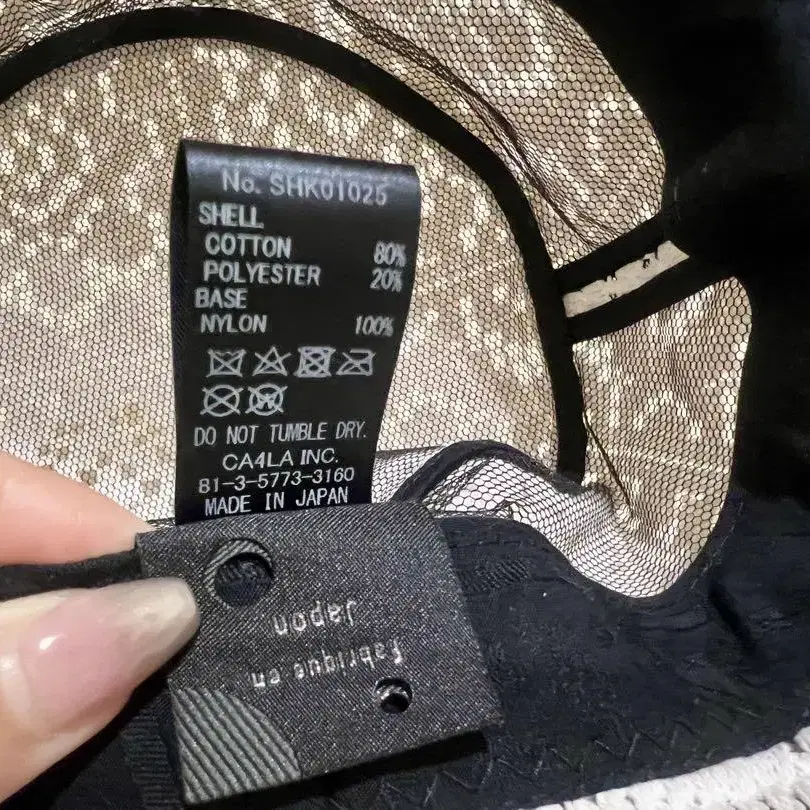 No. SHK01025
SHELL
COTTON 80%
POLYESTER 20%
BASE
NYLON 100%
DO NOT TUMBLE DRY.
CA4LA INC.
81-3-5773-3160
MADE IN JAPAN
Fabriqué en
Japon